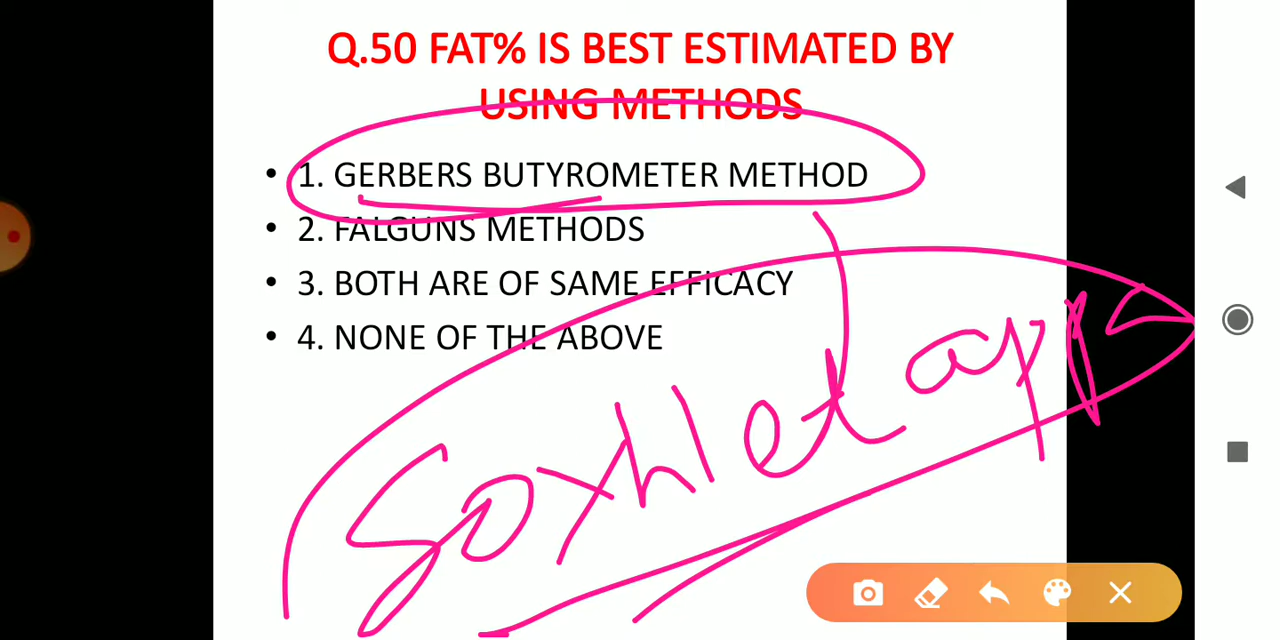 Q.50 FAT% IS BEST ESTIMATED BY
USING METHODS
• 1. GERBERS BUTYROMETER METHOD
• 2. FALGUNS METHODS
• 3. BOTH ARE OF SAME EFFICACY
• 4. NONE OF THE ABOVE
Soxhlet